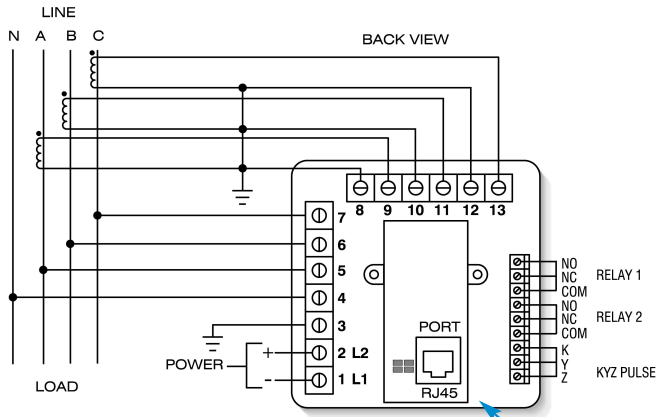 LINE
N A B C
BACK VIEW
8 9 10 11 12 13
7
6
5
4
3
2 L2
1 L1
POWER
+
-
LOAD
PORT
RJ45
NO
NC
COM
RELAY 1
NO
NC
COM
RELAY 2
K
Y
Z
KYZ PULSE